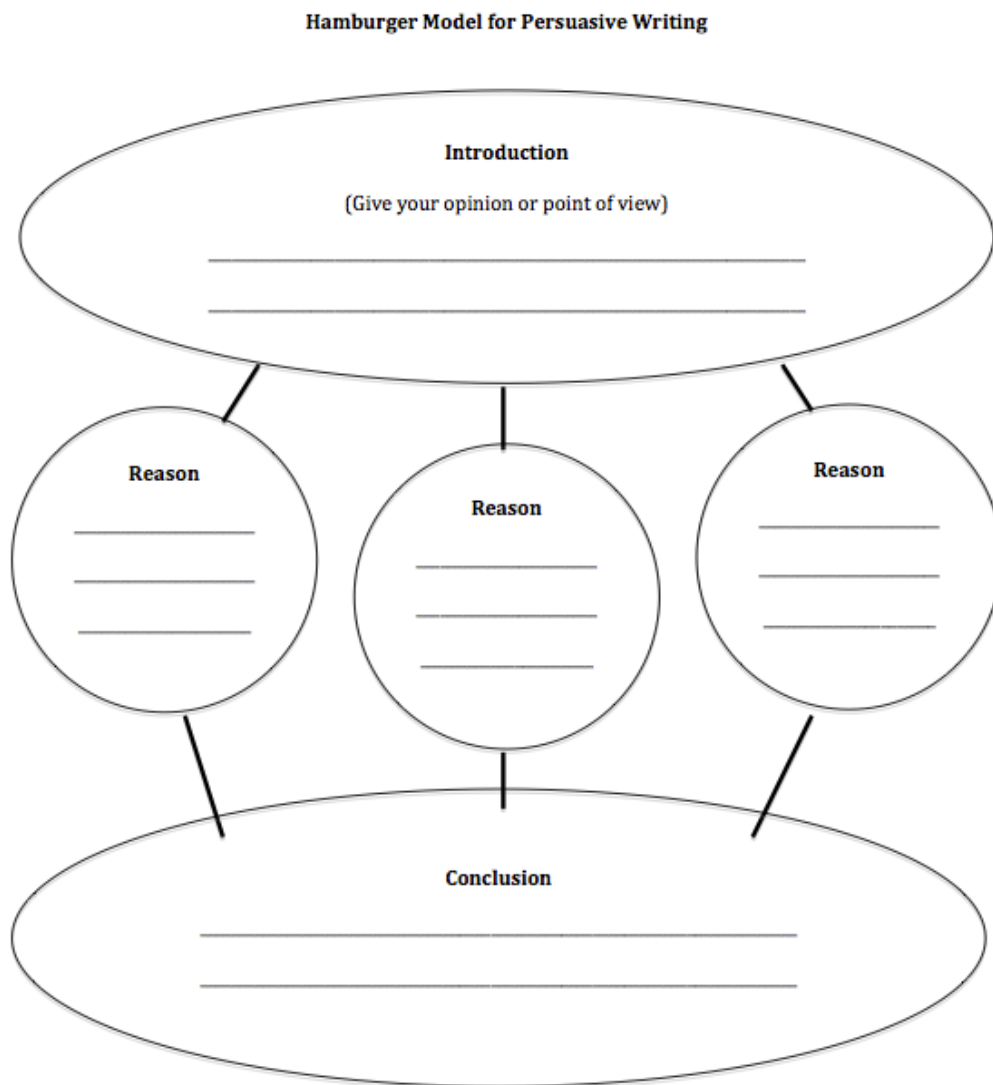 Hamburger Model for Persuasive Writing
Introduction
(Give your opinion or point of view)
Reason
Reason
Reason
Conclusion